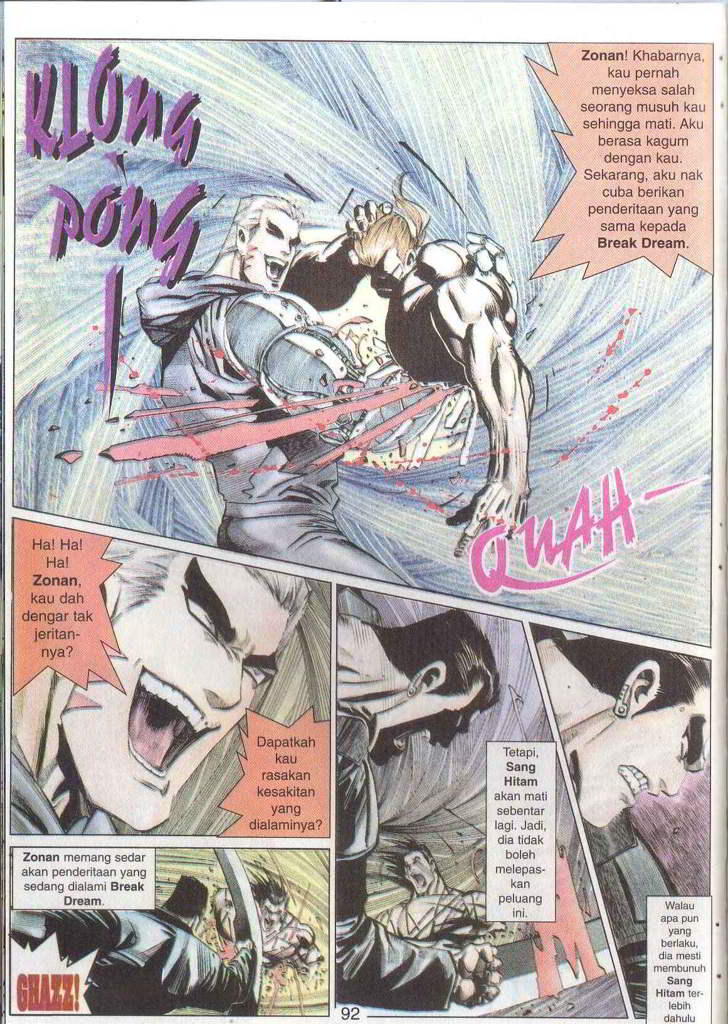 KLONG
PONG
!
Zonan! Khabarnya,
kau pernah
menyeksa salah
seorang musuh kau
sehingga mati. Aku
berasa kagum
dengan kau.
Sekarang, aku nak
cuba berikan
penderitaan yang
sama kepada
Break Dream.
QUAH
Ha! Ha!
Ha!
Zonan,
kau dah
dengar tak
jeritan-
nya?
Dapatkah
kau
rasakan
kesakitan
yang
dialaminya?
Zonan memang sedar
akan penderitaan yang
sedang dialami Break
Dream.
GHAZZ!
Tetapi,
Sang
Hitam
akan mati
sebentar
lagi. Jadi,
dia tidak
boleh
melepas-
kan
peluang
ini.
Walau
apa pun
yang
berlaku,
dia mesti
membunuh
Sang
Hitam ter-
lebih
dahulu
92